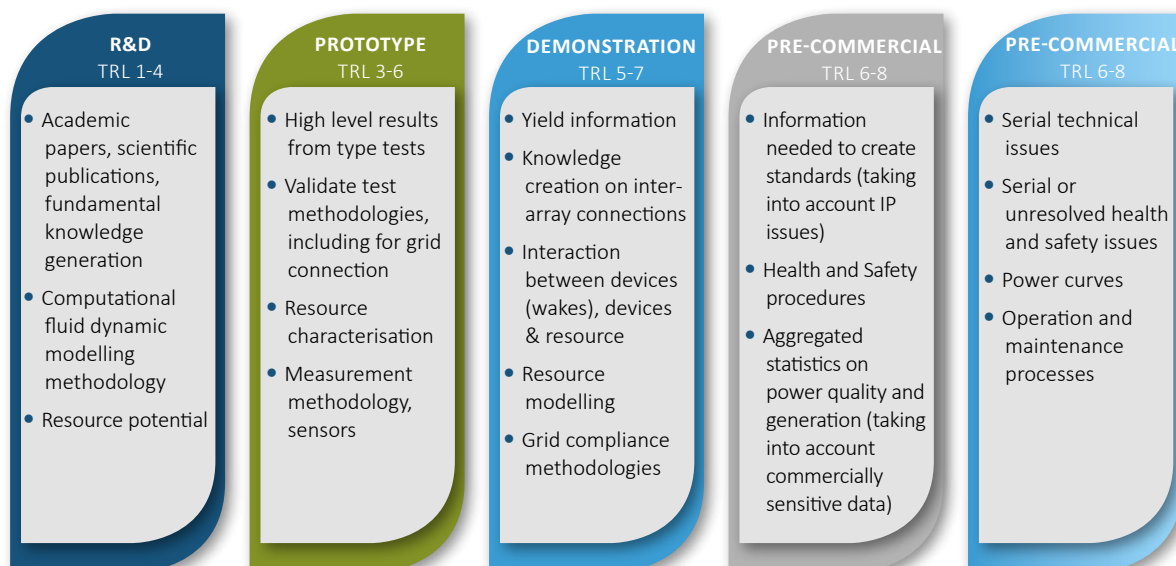 R&D
TRL 1-4
• Academic
papers, scientific
publications,
fundamental
knowledge
generation
• Computational
fluid dynamic
modelling
methodology
• Resource potential
PROTOTYPE
TRL 3-6
• High level results
from type tests
• Validate test
methodologies,
including for grid
connection
• Resource
characterisation
• Measurement
methodology,
sensors
DEMONSTRATION
TRL 5-7
• Yield information
• Knowledge
creation on inter-
array connections
• Interaction
between devices
(wakes), devices
& resource
• Resource
modelling
• Grid compliance
methodologies
PRE-COMMERCIAL
TRL 6-8
• Information
needed to create
standards (taking
into account IP
issues)
• Health and Safety
procedures
• Aggregated
statistics on
power quality and
generation (taking
into account
commercially
sensitive data)
PRE-COMMERCIAL
TRL 6-8
• Serial technical
issues
• Serial or
unresolved health
and safety issues
• Power curves
• Operation and
maintenance
processes